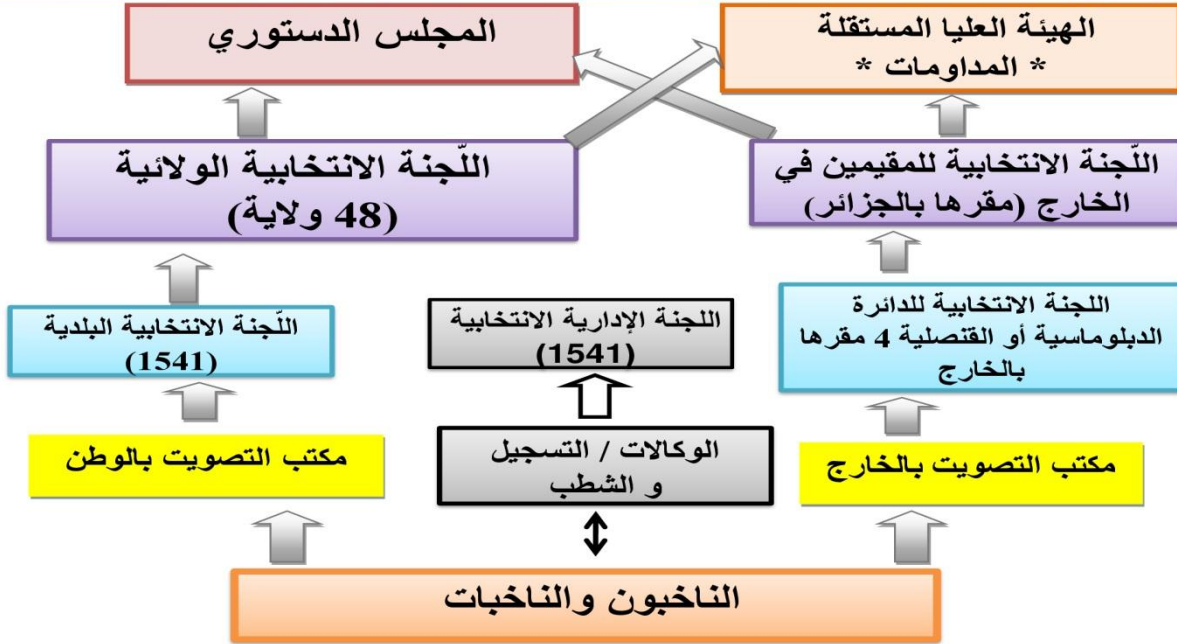 الهيئة العليا المستقلة
* المداومات *
المجلس الدستوري
اللّجنة الانتخابية للمقيمين في
الخارج (مقرها بالجزائر)
اللّجنة الانتخابية الولائية
(48 ولاية)
اللجنة الانتخابية للدائرة
الدبلوماسية أو القنصلية 4 مقرها
بالخارج
اللجنة الإدارية الانتخابية
(1541)
اللّجنة الانتخابية البلدية
(1541)
مكتب التصويت بالخارج
الوكالات / التسجيل
و الشطب
مكتب التصويت بالوطن
الناخبون والناخبات